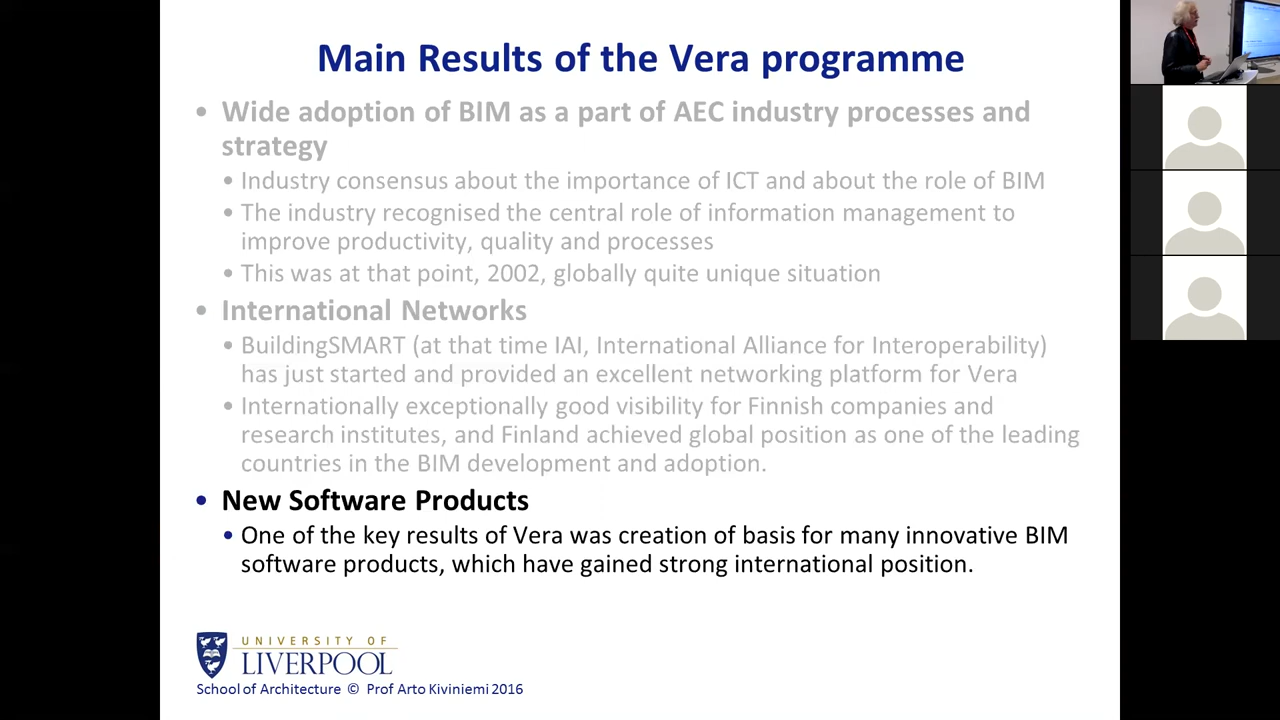 Main Results of the Vera programme
• Wide adoption of BIM as a part of AEC industry processes and
strategy
• Industry consensus about the importance of ICT and about the role of BIM
• The industry recognised the central role of information management to
improve productivity, quality and processes
• This was at that point, 2002, globally quite unique situation
• International Networks
• BuildingSMART (at that time IAI, International Alliance for Interoperability)
has just started and provided an excellent networking platform for Vera
• Internationally exceptionally good visibility for Finnish companies and
research institutes, and Finland achieved global position as one of the leading
countries in the BIM development and adoption.
• New Software Products
• One of the key results of Vera was creation of basis for many innovative BIM
software products, which have gained strong international position.
UNIVERSITY OF
LIVERPOOL
School of Architecture © Prof Arto Kiviniemi 2016